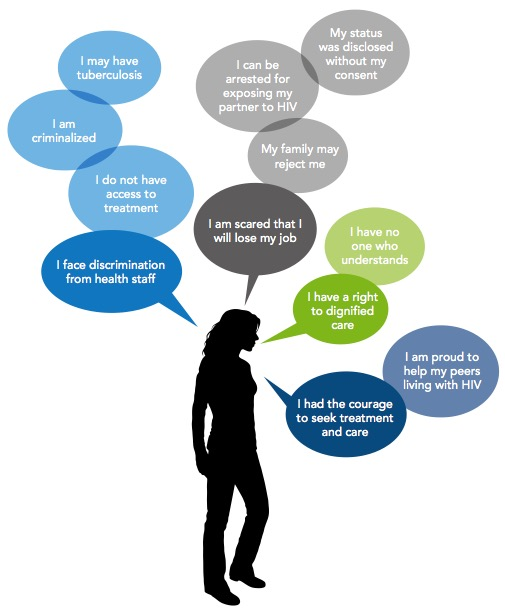 I may have
tuberculosis
I am
criminalized
I do not have
access to
treatment
I face discrimination
from health staff
My status
was disclosed
without my
consent
I can be
arrested for
exposing my
partner to HIV
My family may
reject me
I am scared that I
will lose my job
I have no
one who
understands
I have a right
to dignified
care
I am proud to
help my peers
living with HIV
I had the courage
to seek treatment
and care